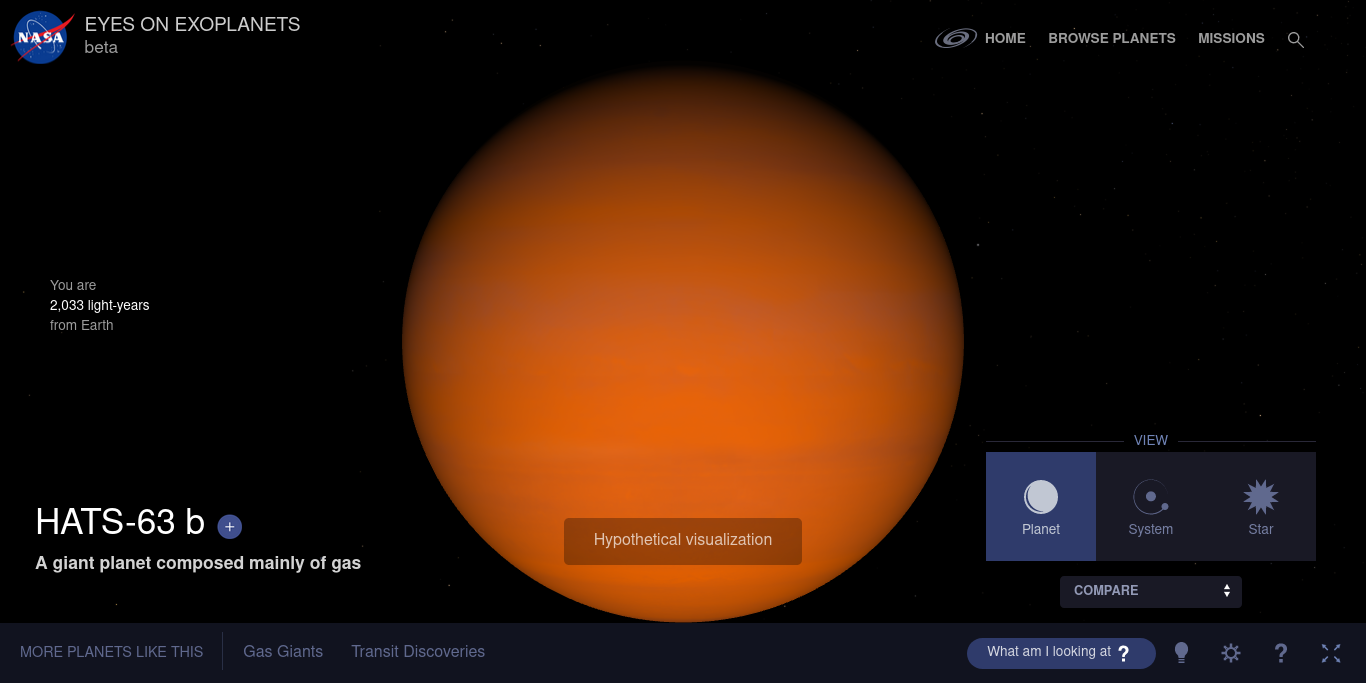 NASA
EYES ON EXOPLANETS
beta
HOME
BROWSE PLANETS
MISSIONS
You are
2,033 light-years
from Earth
VIEW
Planet
System
Star
HATS-63 b +
A giant planet composed mainly of gas
Hypothetical visualization
COMPARE
MORE PLANETS LIKE THIS
Gas Giants
Transit Discoveries
What am I looking at ?
?